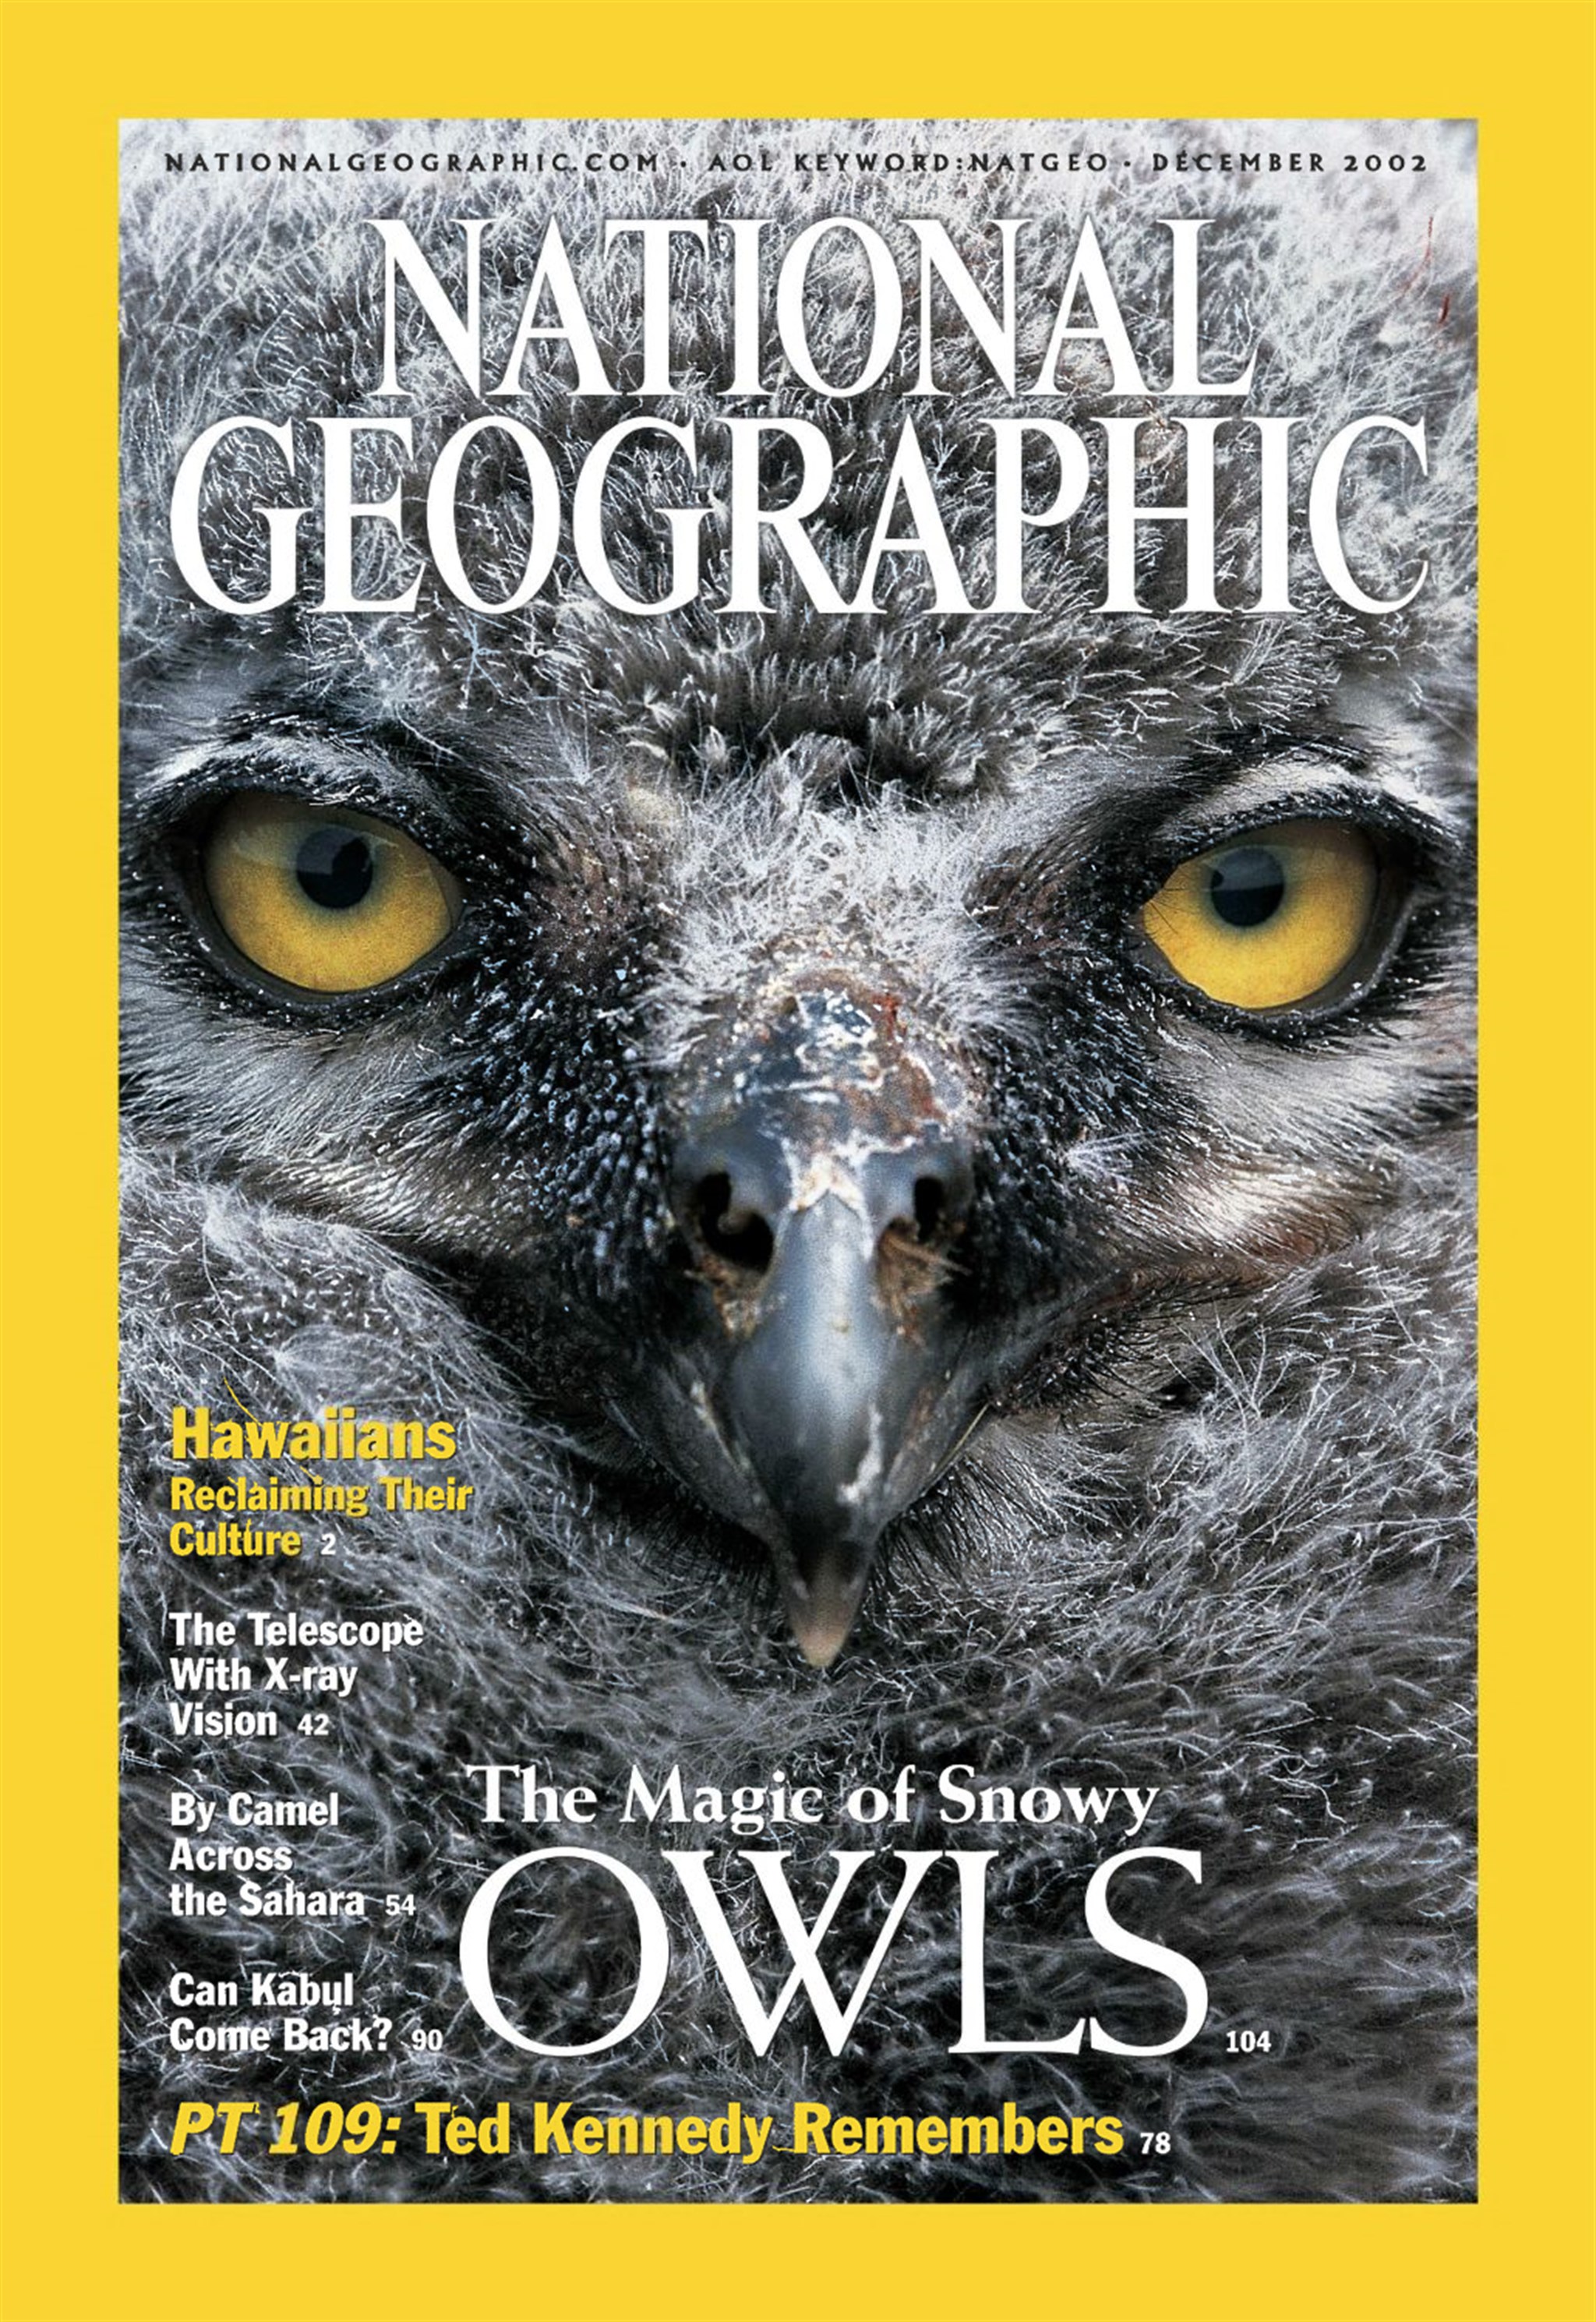 NATIONALGEOGRAPHIC.COM · AOL KEYWORD:NATGEO · DECEMBER 2002
NATIONAL
GEOGRAPHIC
Hawaiians
Reclaiming Their
Culture 2
The Telescope
With X-ray
Vision 42
By Camel
Across
the Sahara 54
Can Kabul
Come Back? 90
The Magic of Snowy
OWLS 104
PT 109: Ted Kennedy Remembers 78